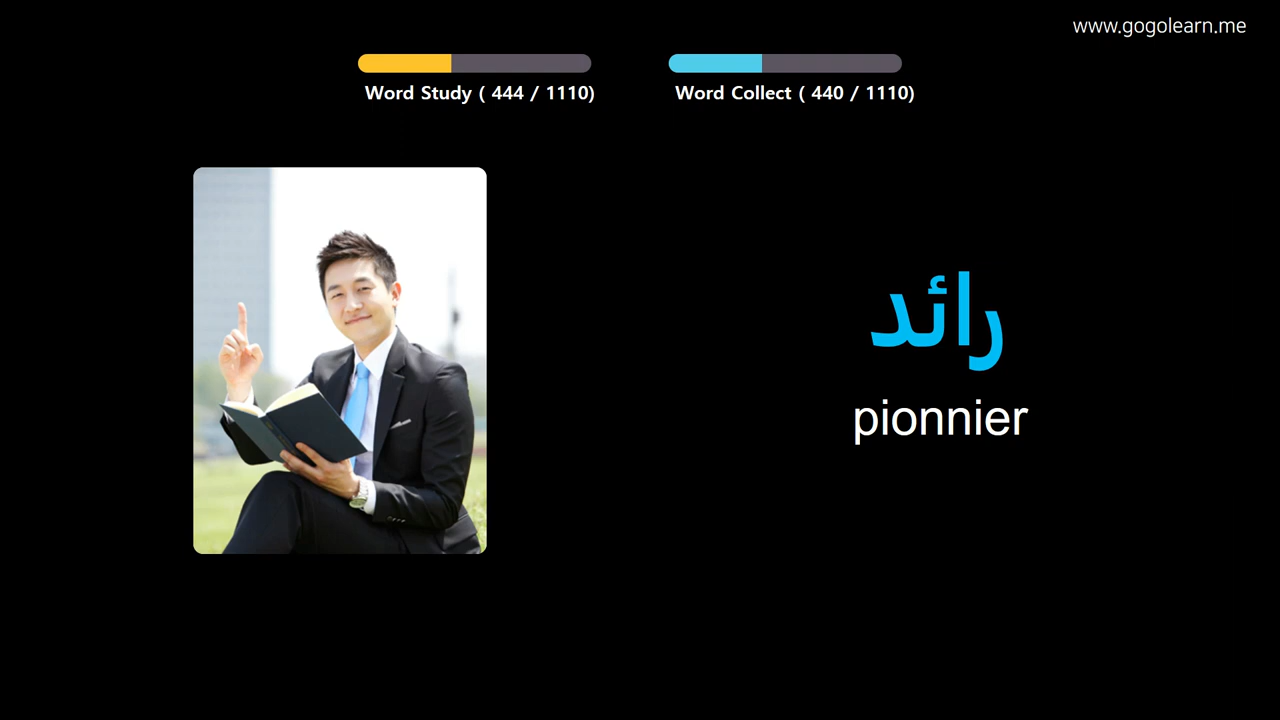 www.gogolearn.me
Word Study ( 444 / 1110)
Word Collect ( 440 / 1110)
رائد
pionnier